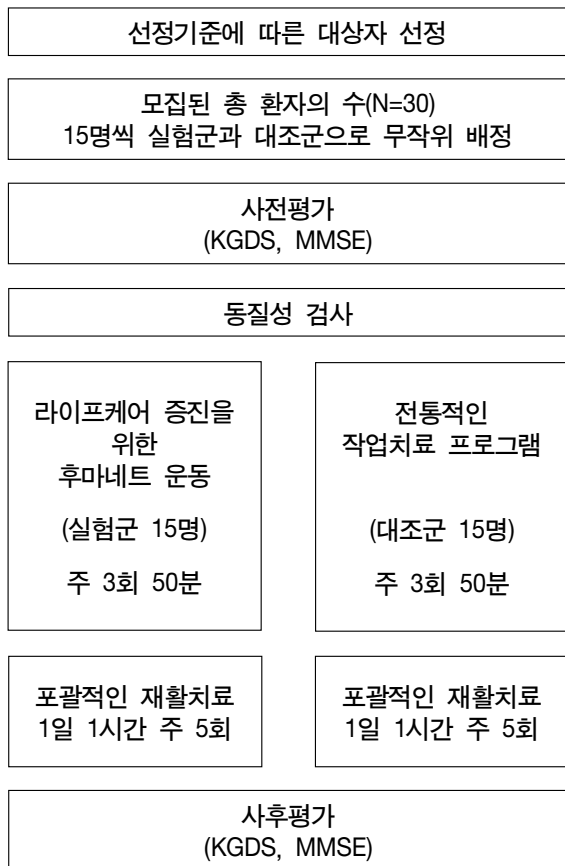 선정기준에 따른 대상자 선정
모집된 총 환자의 수(N=30)
15명씩 실험군과 대조군으로 무작위 배정
사전평가
(KGDS, MMSE)
동질성 검사
라이프케어 증진을
위한
후마네트 운동
(실험군 15명)
주 3회 50분
전통적인
작업치료 프로그램
(대조군 15명)
주 3회 50분
포괄적인 재활치료
1일 1시간 주 5회
포괄적인 재활치료
1일 1시간 주 5회
사후평가
(KGDS, MMSE)